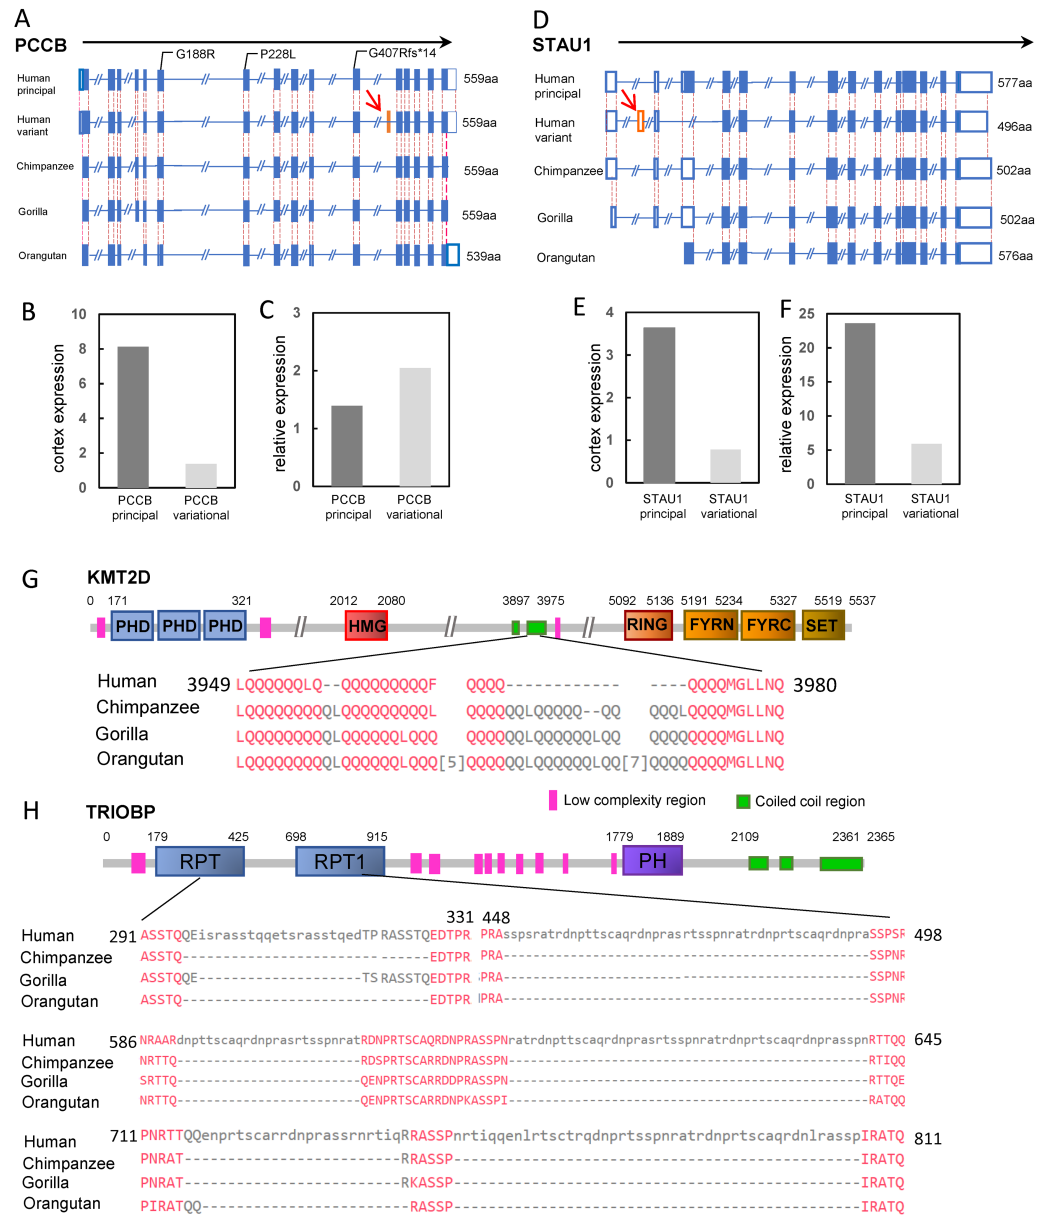 A
PCCB
G188R
P228L
G407Rfs*14
Human principal
559aa
Human variant
559aa
Chimpanzee
559aa
Gorilla
559aa
Orangutan
539aa
D
STAU1
Human principal
577aa
Human variant
496aa
Chimpanzee
502aa
Gorilla
502aa
Orangutan
576aa
B
cortex expression
10
8
6
4
2
0
PCCB principal
PCCB variational
C
relative expression
3
2
1
0
PCCB principal
PCCB variational
E
cortex expression
4
3
2
1
0
STAU1 principal
STAU1 variational
F
relative expression
25
20
15
10
5
0
STAU1 principal
STAU1 variational
G
KMT2D
0 171 321 2012 2080 3897 3975 5092 5136 5191 5234 5327 5519 5537
PHD PHD PHD HMG RING FYRN FYRC SET
Human 3949 LQQQQQQLQ--QQQQQQQQQF QQQQ------------ ----QQQQMGLLNQ 3980
Chimpanzee LQQQQQQQQQLQQQQQQQQQL QQQQQQLQQQQQ--QQ QQQLQQQQMGLLNQ
Gorilla LQQQQQQQQQLQQQQQQLQQQ QQQQQQLQQQQQQLQQ QQQQQQQQMGLLNQ
Orangutan LQQQQQQQQQLQQQQQQLQQQ[5]QQQQQQLQQQQQQLQQ[7]QQQQQQQQMGLLNQ
H
TRIOBP
Low complexity region
Coiled coil region
0 179 425 698 915 1779 1889 2109 2361 2365
RPT RPT1 PH
331 448
Human 291 ASSTQQEisrasstqqetsrasstqedTPRASSTQEDTPR PRAsspsratrdnpttscaqrdnprasrtsspnratrdnprtscaqrdnpraSSPSR 498
Chimpanzee ASSTQ------------------------------EDTPR PRA-------------------------------------------------SSPNR
Gorilla ASSTQQE--------------------TSRASSTQEDTPR PRA-------------------------------------------------SSPNR
Orangutan ASSTQ------------------------------EDTPR PRA-------------------------------------------------SSPNR
Human 586 NRAARdnpttscaqrdnprasrtsspnratRDNPRTSCAQRDNPRASSPNratrdnprtscaqrdnprasrtsspnratrdnprtscaqrdnprasspnRTTQQ 645
Chimpanzee NRTTQ-------------------------RDSPRTSCARRDNPRASSPN-------------------------------------------------RTIQQ
Gorilla SRTTQ-------------------------QENPRTSCARRDDPRASSPN-------------------------------------------------RTTQE
Orangutan NRTTQ-------------------------QENPRTSCARRDNPKASSPI-------------------------------------------------RATQQ
Human 711 PNRTTQQenprtscarrdnprassrnrtiqRRASSPnrtiqqenlrtsctrqdnprtsspnratrdnprtscaqrdnlrasspIRATQ 811
Chimpanzee PNRAT-------------------------RRASSP-----------------------------------------------IRATQ
Gorilla PNRAT-------------------------RKASSP-----------------------------------------------IRATQ
Orangutan PIRATQQ------------------------RASSP-----------------------------------------------IRATQ